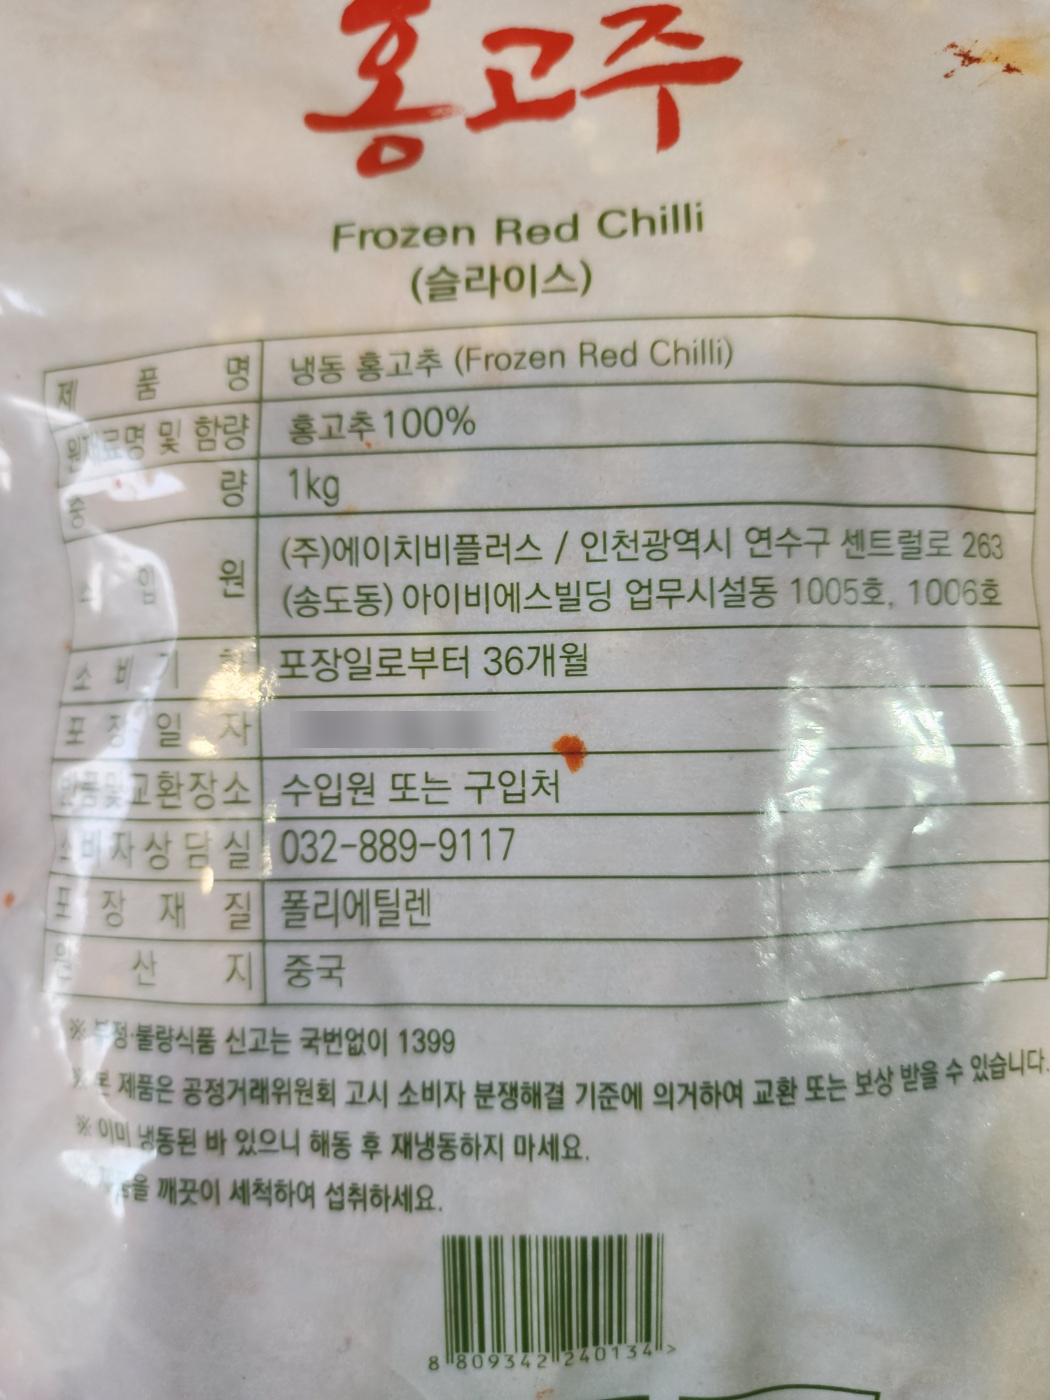 홍고추
Frozen Red Chilli
(슬라이스)
제 품 명 냉동 홍고추 (Frozen Red Chilli)
원재료명 및 함량 홍고추100%
중 량 1kg
수 입 원 (주)에이치비플러스 / 인천광역시 연수구 센트럴로 263
(송도동) 아이비에스빌딩 업무시설동 1005호, 1006호
소 비 기 한 포장일로부터 36개월
포 장 일 자
반품및교환장소 수입원 또는 구입처
소비자상담실 032-889-9117
포 장 재 질 폴리에틸렌
원 산 지 중국
※ 부정·불량식품 신고는 국번없이 1399
※ 본 제품은 공정거래위원회 고시 소비자 분쟁해결 기준에 의거하여 교환 또는 보상 받을 수 있습니다.
※ 이미 냉동된 바 있으니 해동 후 재냉동하지 마세요.
깨끗이 세척하여 섭취하세요.
8 809342 240134 >